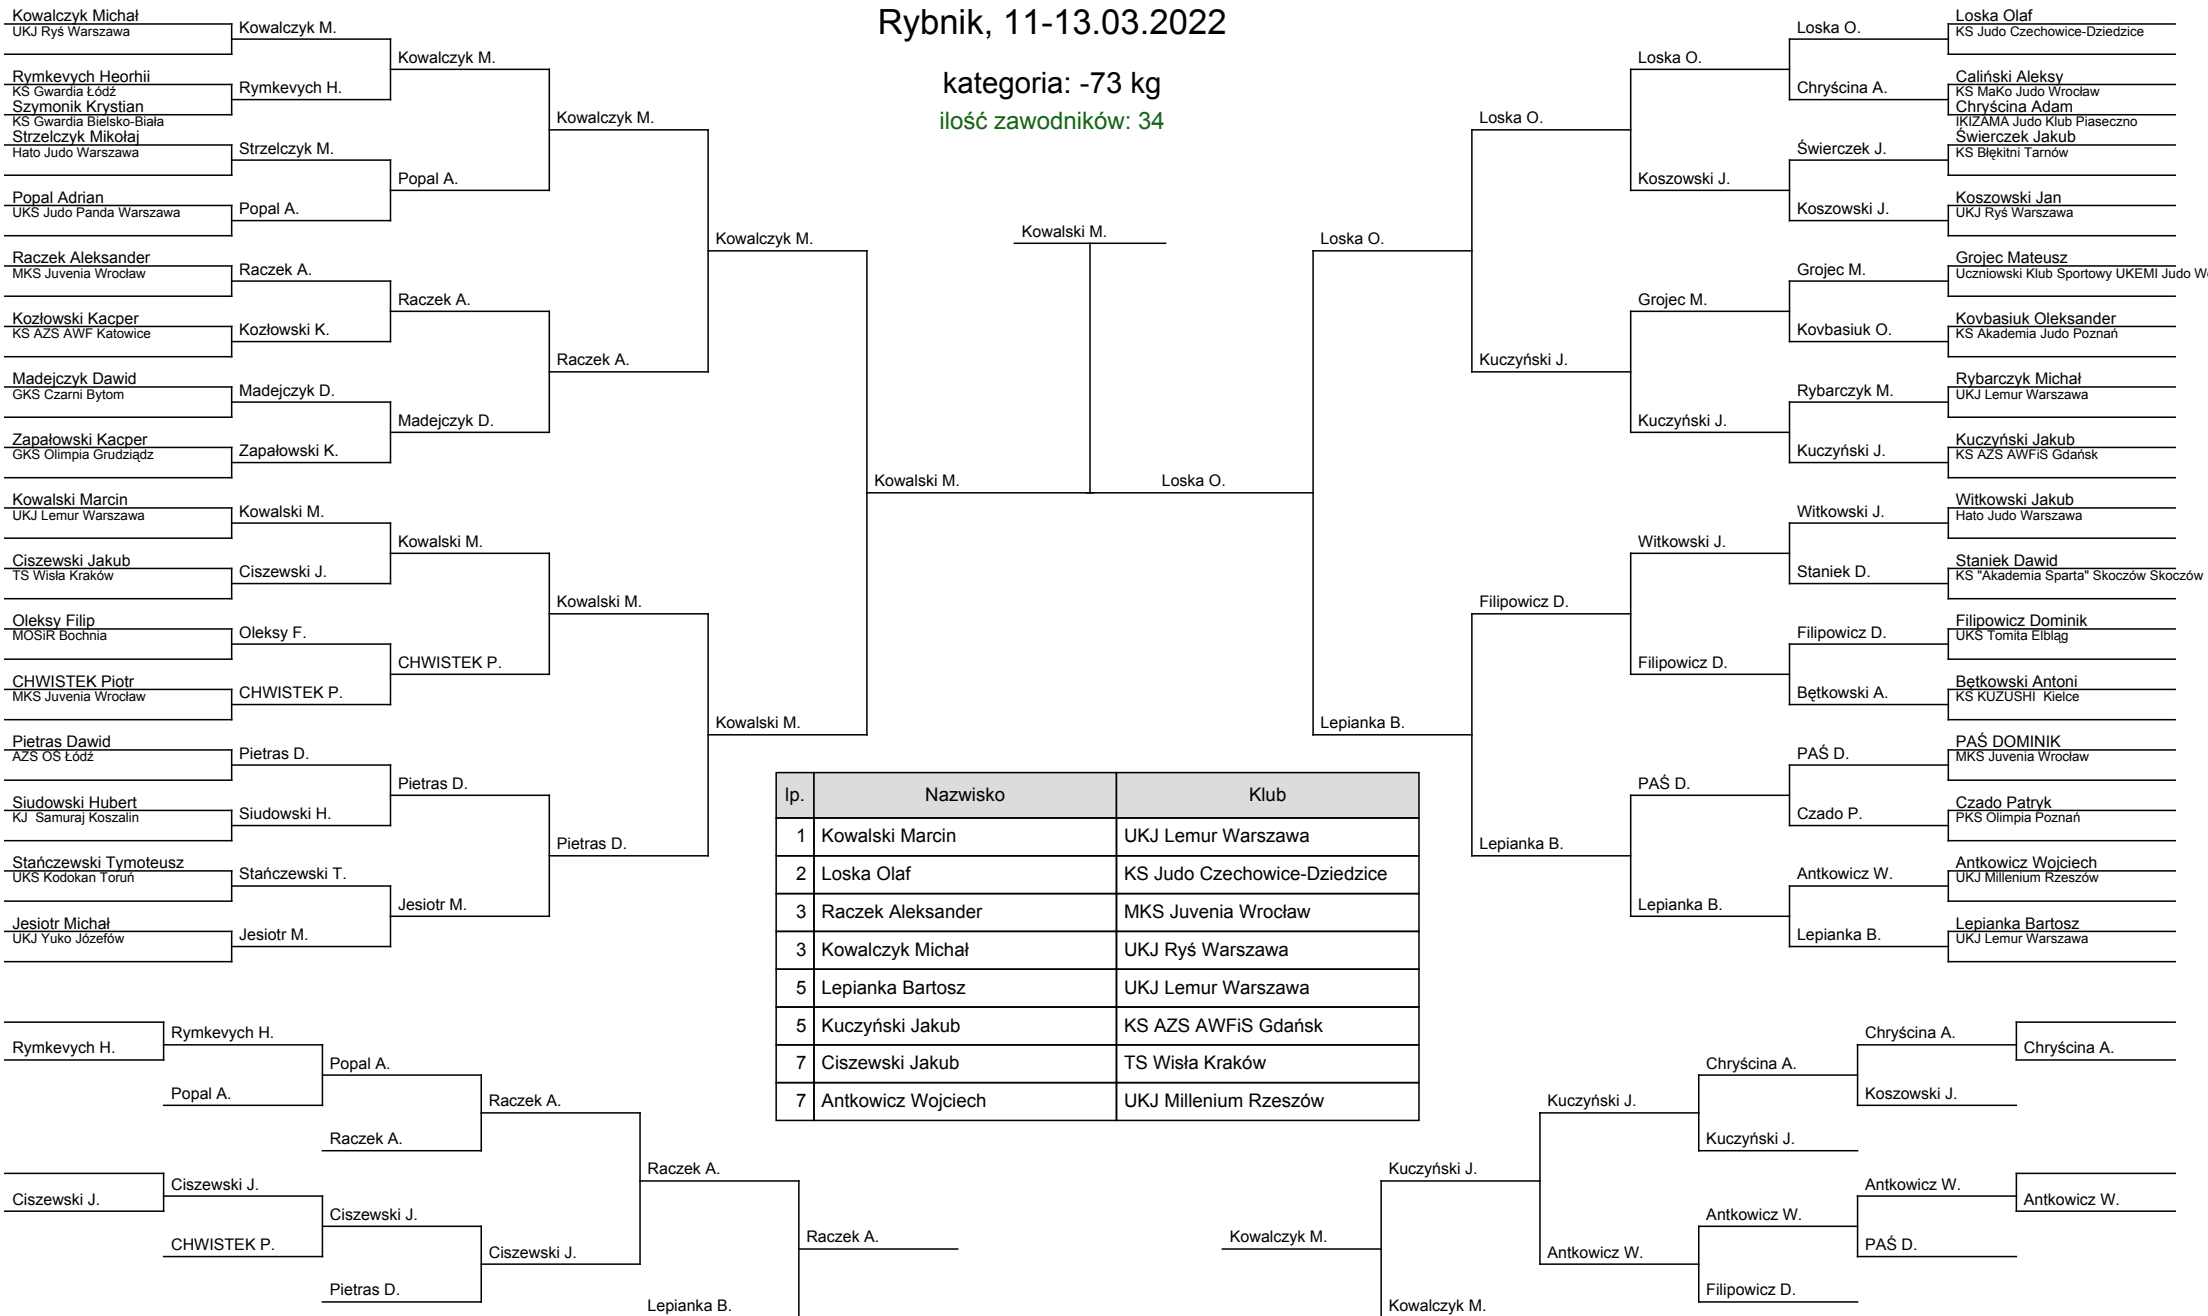 Rybnik, 11-13.03.2022
kategoria: -73 kg
ilość zawodników: 34
Kowalczyk Michał
UKJ Ryś Warszawa
Rymkevych Heorhii
KS Gwardia Łódź
Szymonik Krystian
KS Gwardia Bielsko-Biała
Strzelczyk Mikołaj
Hato Judo Warszawa
Popal Adrian
UKS Judo Panda Warszawa
Raczek Aleksander
MKS Juvenia Wrocław
Kozłowski Kacper
KS AZS AWF Katowice
Madejczyk Dawid
GKS Czarni Bytom
Zapałowski Kacper
GKS Olimpia Grudziądz
Kowalski Marcin
UKJ Lemur Warszawa
Ciszewski Jakub
TS Wisła Kraków
Oleksy Filip
MOSiR Bochnia
CHWISTEK Piotr
MKS Juvenia Wrocław
Pietras Dawid
AZS OŚ Łódź
Siudowski Hubert
KJ Samuraj Koszalin
Stańczewski Tymoteusz
UKS Kodokan Toruń
Jesiotr Michał
UKJ Yuko Józefów
Kowalczyk M.
Rymkevych H.
Strzelczyk M.
Popal A.
Raczek A.
Kozłowski K.
Madejczyk D.
Zapałowski K.
Kowalski M.
Ciszewski J.
Oleksy F.
CHWISTEK P.
Pietras D.
Siudowski H.
Stańczewski T.
Jesiotr M.
Kowalczyk M.
Popal A.
Raczek A.
Madejczyk D.
Kowalski M.
CHWISTEK P.
Pietras D.
Jesiotr M.
Kowalczyk M.
Raczek A.
Kowalski M.
Pietras D.
Kowalczyk M.
Kowalski M.
Kowalski M.
Kowalski M.
Loska O.
Loska O.
Lepianka B.
Loska O.
Kuczyński J.
Filipowicz D.
Lepianka B.
Loska O.
Koszowski J.
Grojec M.
Kuczyński J.
Witkowski J.
Filipowicz D.
PAŚ D.
Lepianka B.
Loska O.
Chryścina A.
Świerczek J.
Koszowski J.
Grojec M.
Kovbasiuk O.
Rybarczyk M.
Kuczyński J.
Witkowski J.
Staniek D.
Filipowicz D.
Bętkowski A.
PAŚ D.
Czado P.
Antkowicz W.
Lepianka B.
Loska Olaf
KS Judo Czechowice-Dziedzice
Caliński Aleksy
KS MaKo Judo Wrocław
Chryścina Adam
IKIZAMA Judo Klub Piaseczno
Świerczek Jakub
KS Błękitni Tarnów
Koszowski Jan
UKJ Ryś Warszawa
Grojec Mateusz
Uczniowski Klub Sportowy UKEMI Judo
Kovbasiuk Oleksander
KS Akademia Judo Poznań
Rybarczyk Michał
UKJ Lemur Warszawa
Kuczyński Jakub
KS AZS AWFiS Gdańsk
Witkowski Jakub
Hato Judo Warszawa
Staniek Dawid
KS "Akademia Sparta" Skoczów Skoczów
Filipowicz Dominik
UKS Tomita Elbląg
Bętkowski Antoni
KS KUZUSHI Kielce
PAŚ DOMINIK
MKS Juvenia Wrocław
Czado Patryk
PKS Olimpia Poznań
Antkowicz Wojciech
UKJ Millenium Rzeszów
Lepianka Bartosz
UKJ Lemur Warszawa
lp. Nazwisko Klub
1 Kowalski Marcin UKJ Lemur Warszawa
2 Loska Olaf KS Judo Czechowice-Dziedzice
3 Raczek Aleksander MKS Juvenia Wrocław
3 Kowalczyk Michał UKJ Ryś Warszawa
5 Lepianka Bartosz UKJ Lemur Warszawa
5 Kuczyński Jakub KS AZS AWFiS Gdańsk
7 Ciszewski Jakub TS Wisła Kraków
7 Antkowicz Wojciech UKJ Millenium Rzeszów
Rymkevych H.
Ciszewski J.
Rymkevych H.
Popal A.
Ciszewski J.
CHWISTEK P.
Popal A.
Raczek A.
Ciszewski J.
Pietras D.
Raczek A.
Ciszewski J.
Raczek A.
Lepianka B.
Raczek A.
Kowalczyk M.
Kuczyński J.
Kowalczyk M.
Kuczyński J.
Antkowicz W.
Chryścina A.
Kuczyński J.
Antkowicz W.
Filipowicz D.
Chryścina A.
Koszowski J.
Antkowicz W.
PAŚ D.
Chryścina A.
Antkowicz W.